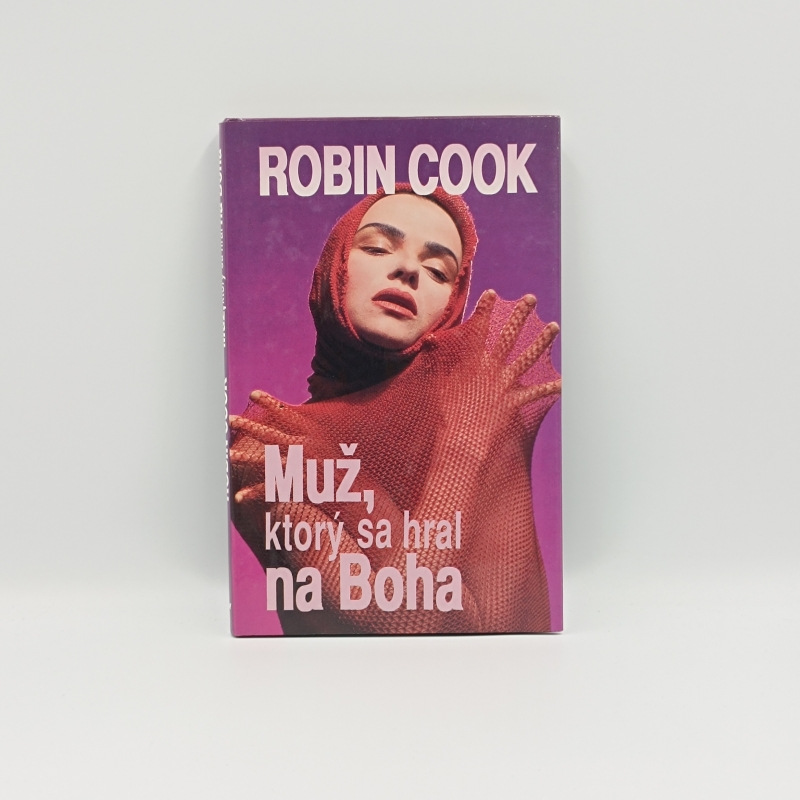 ROBIN COOK
Muž,
ktorý sa hral
na Boha